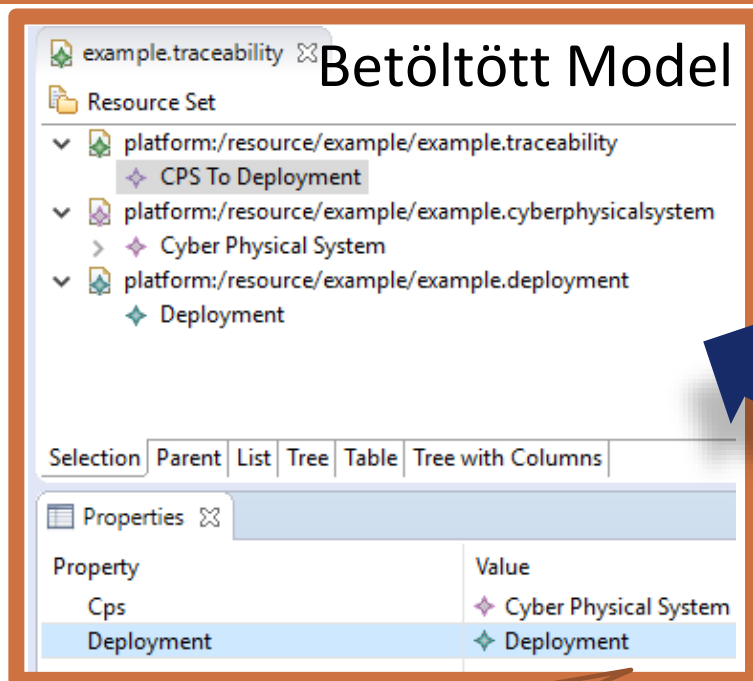 example.traceability
Betöltött Model
Resource Set
platform:/resource/example/example.traceability
CPS To Deployment
platform:/resource/example/example.cyberphysicalsystem
Cyber Physical System
platform:/resource/example/example.deployment
Deployment
Selection Parent List Tree Table Tree with Columns
Properties
Property Value
Cps Cyber Physical System
Deployment Deployment